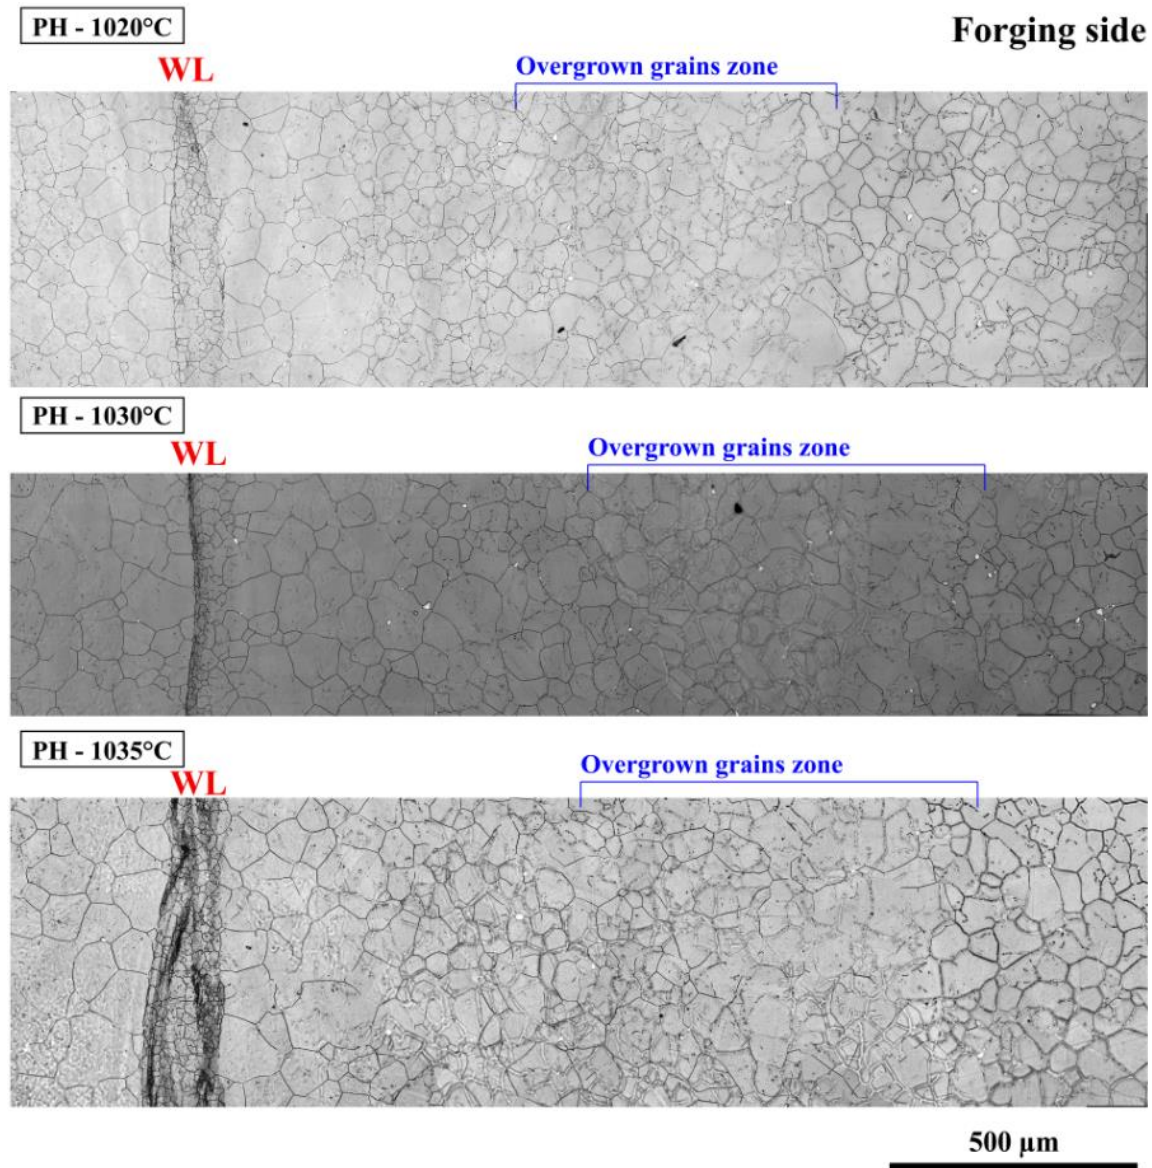 PH - 1020°C
Forging side
WL
Overgrown grains zone
PH - 1030°C
WL
Overgrown grains zone
PH - 1035°C
WL
Overgrown grains zone
500 µm